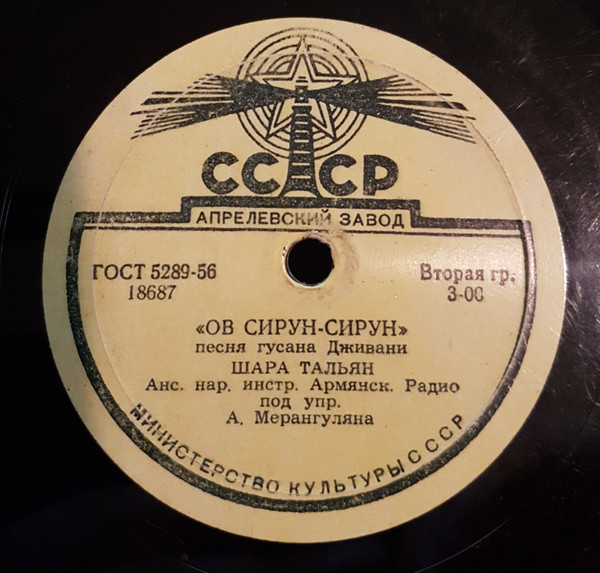 СССР
АПРЕЛЕВСКИЙ ЗАВОД
ГОСТ 5289-56
18687
Вторая гр.
3-00
«ОВ СИРУН-СИРУН»
песня гусана Дживани
ШАРА ТАЛЬЯН
Анс. нар. инстр. Армянск. Радио
под упр.
А. Мерангуляна
МИНИСТЕРСТВО КУЛЬТУРЫ СССР